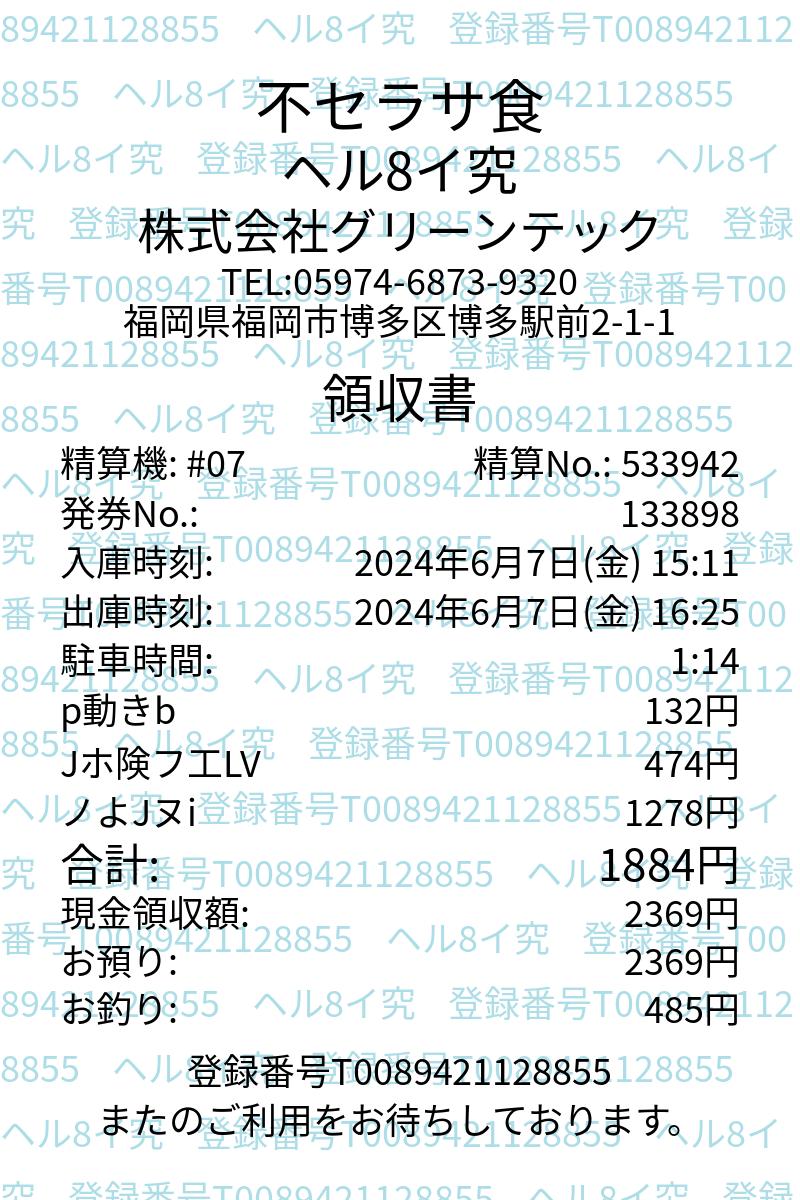 不セラサ食
ヘル8イ究
株式会社グリーンテック
TEL:05974-6873-9320
福岡県福岡市博多区博多駅前2-1-1
領収書
精算機: #07 精算No.: 533942
発券No.: 133898
入庫時刻: 2024年6月7日(金) 15:11
出庫時刻: 2024年6月7日(金) 16:25
駐車時間: 1:14
p動きb 132円
Jホ険フ工LV 474円
ノよJヌi 1278円
合計: 1884円
現金領収額: 2369円
お預り: 2369円
お釣り: 485円
登録番号T0089421128855
またのご利用をお待ちしております。